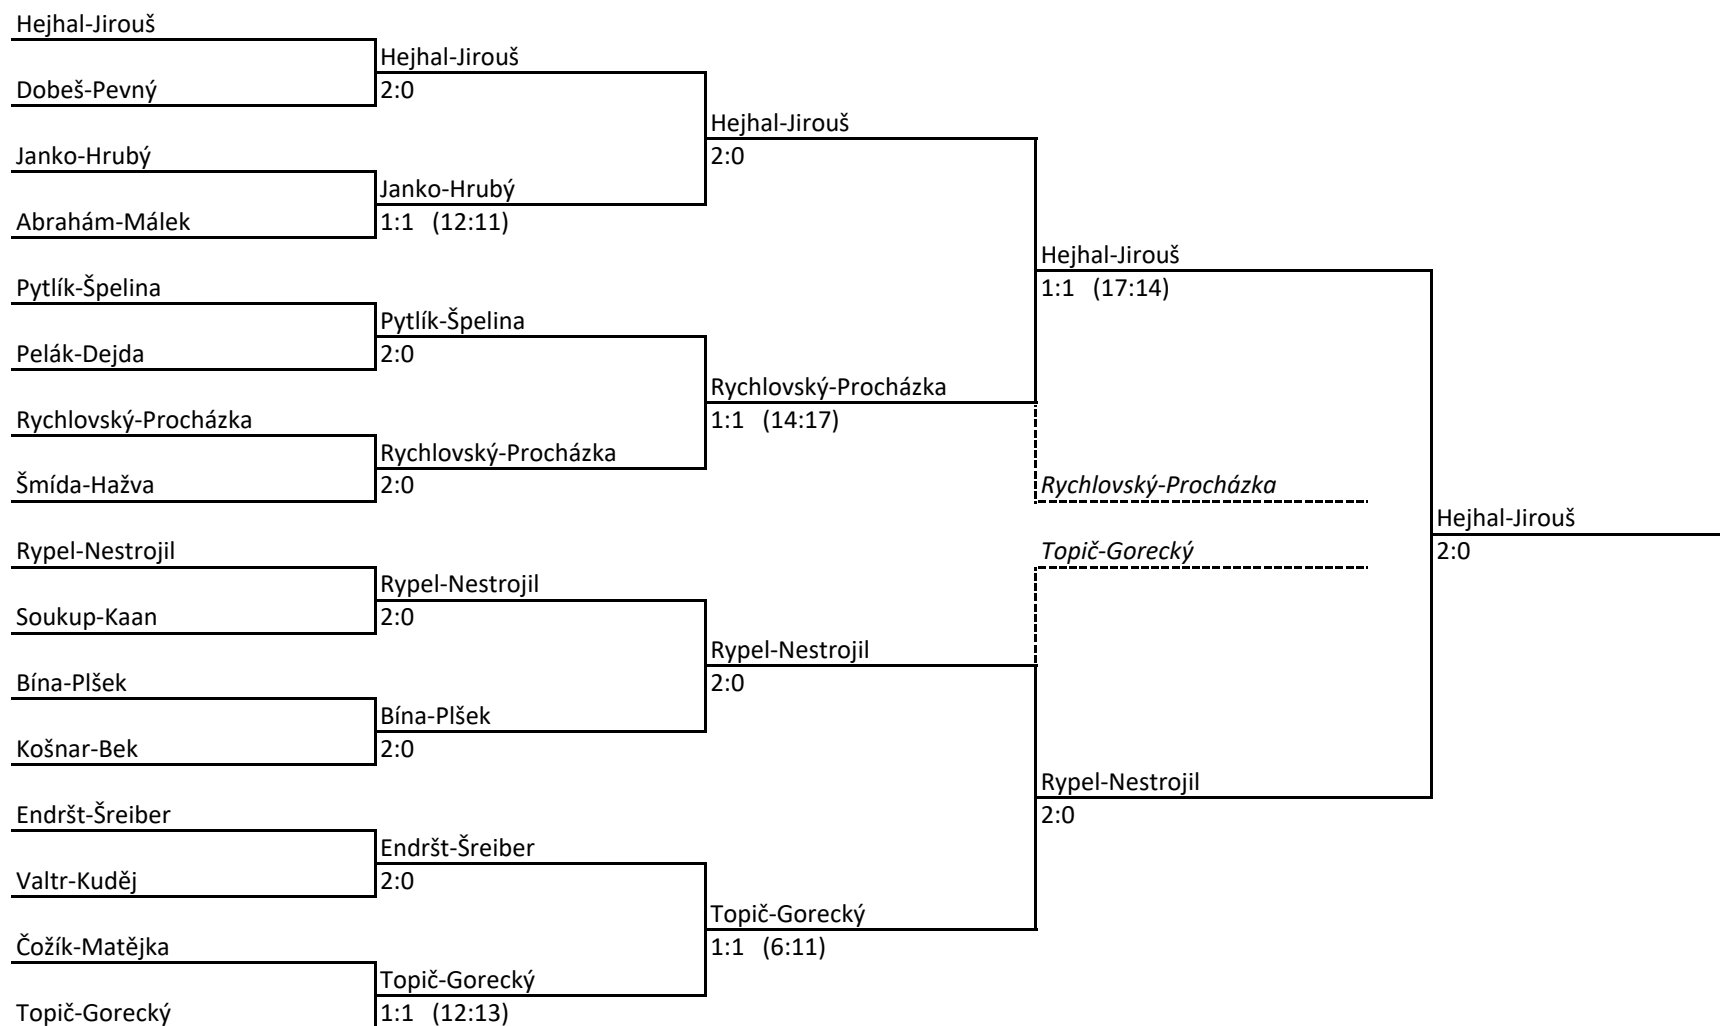 Hejhal-Jirouš
Hejhal-Jirouš
Dobeš-Pevný
2:0
Hejhal-Jirouš
Janko-Hrubý
2:0
Janko-Hrubý
Abrahám-Málek
1:1 (12:11)
Hejhal-Jirouš
Pytlík-Špelina
1:1 (17:14)
Pytlík-Špelina
Pelák-Dejda
2:0
Rychlovský-Procházka
Rychlovský-Procházka
1:1 (14:17)
Rychlovský-Procházka
Šmída-Hažva
2:0
Rychlovský-Procházka
Hejhal-Jirouš
Rypel-Nestrojil
Topič-Gorecký
2:0
Rypel-Nestrojil
Soukup-Kaan
2:0
Rypel-Nestrojil
Bína-Plšek
2:0
Bína-Plšek
Košnar-Bek
2:0
Rypel-Nestrojil
Endršt-Šreiber
2:0
Endršt-Šreiber
Valtr-Kuděj
2:0
Topič-Gorecký
Čožík-Matějka
1:1 (6:11)
Topič-Gorecký
Topič-Gorecký
1:1 (12:13)